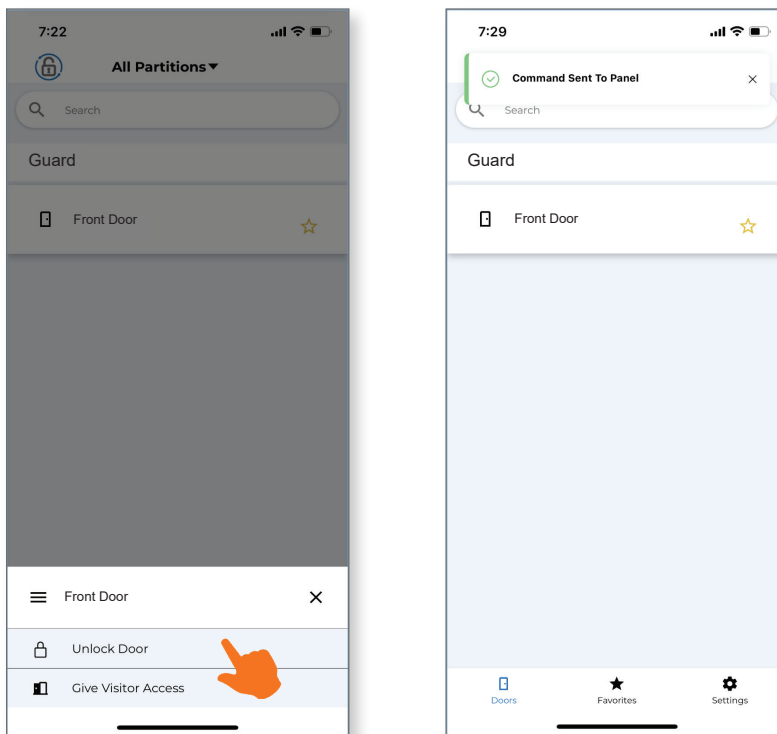 7:22
All Partitions
Search
Guard
Front Door
Front Door
Unlock Door
Give Visitor Access
7:29
Command Sent To Panel
Search
Guard
Front Door
Doors
Favorites
Settings